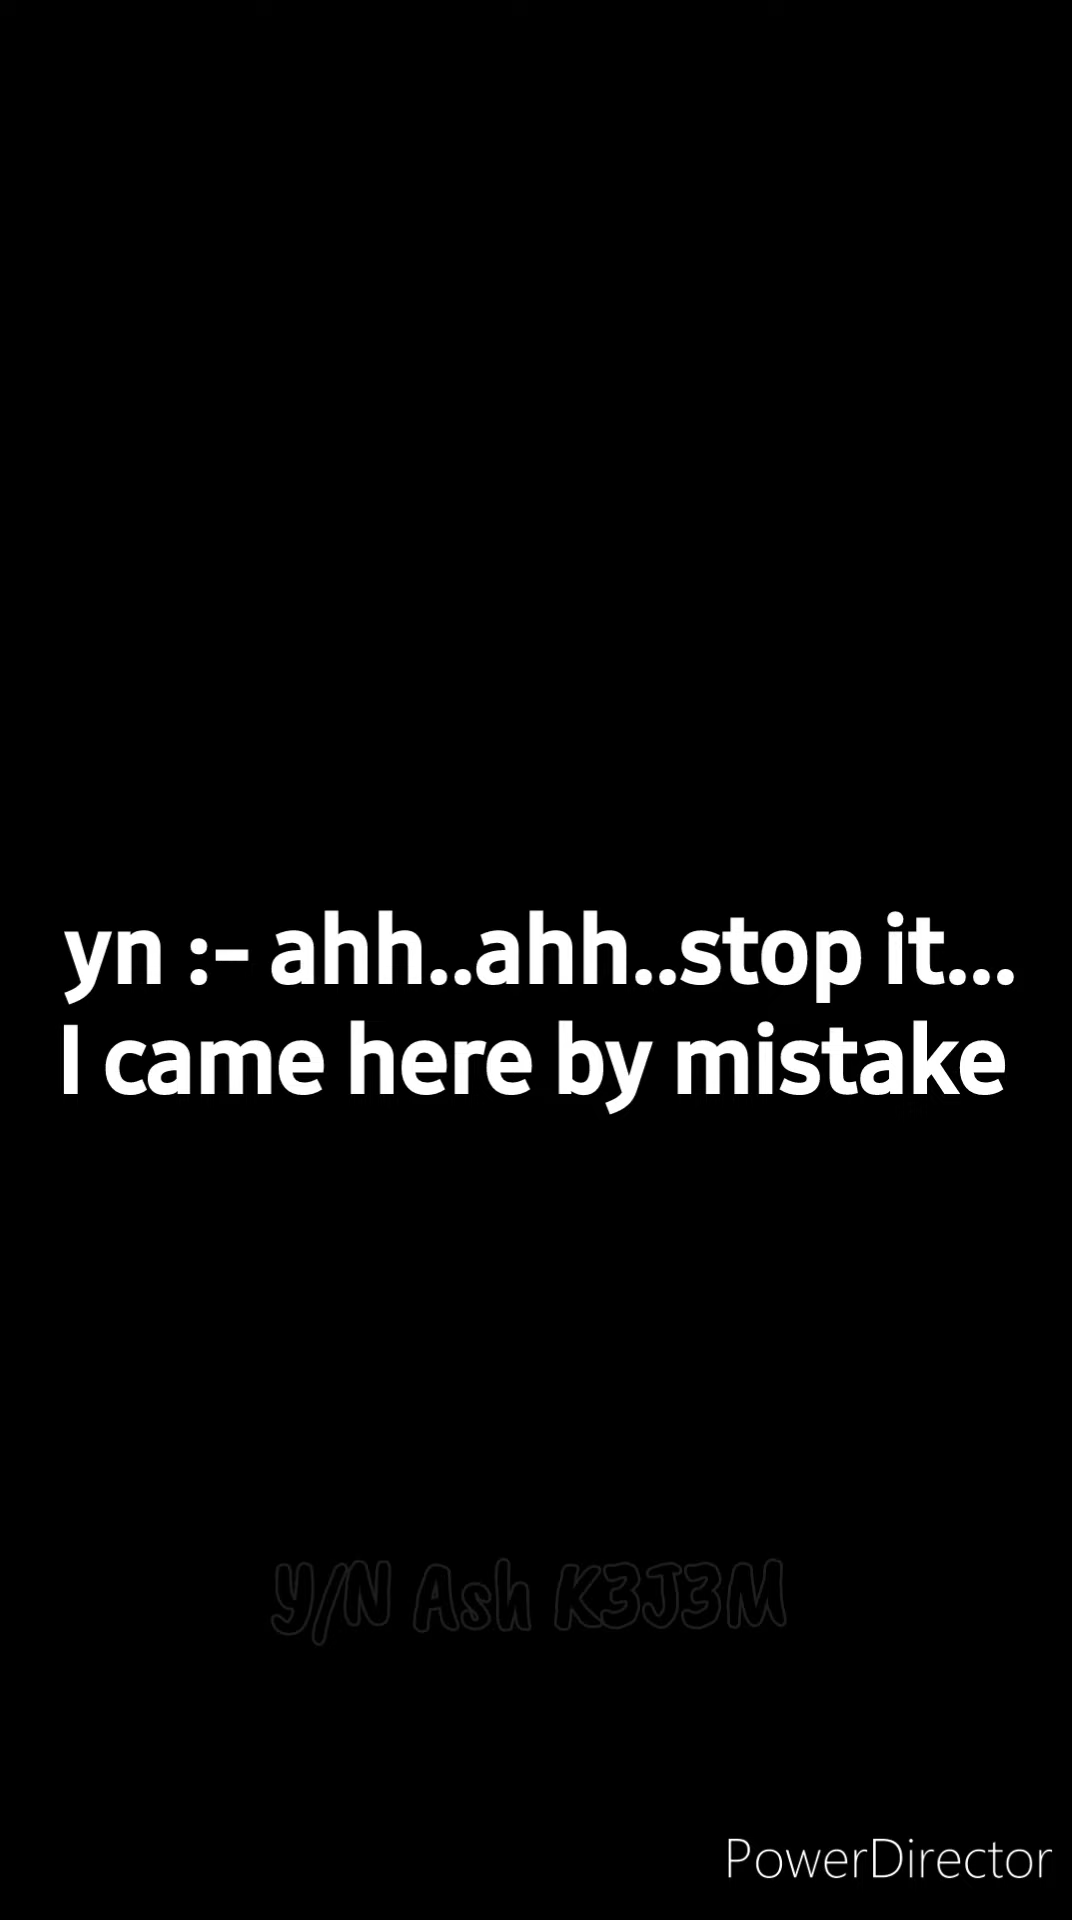 yn :- ahh..ahh..stop it...
I came here by mistake
Y/N Ash K3J3M
PowerDirector